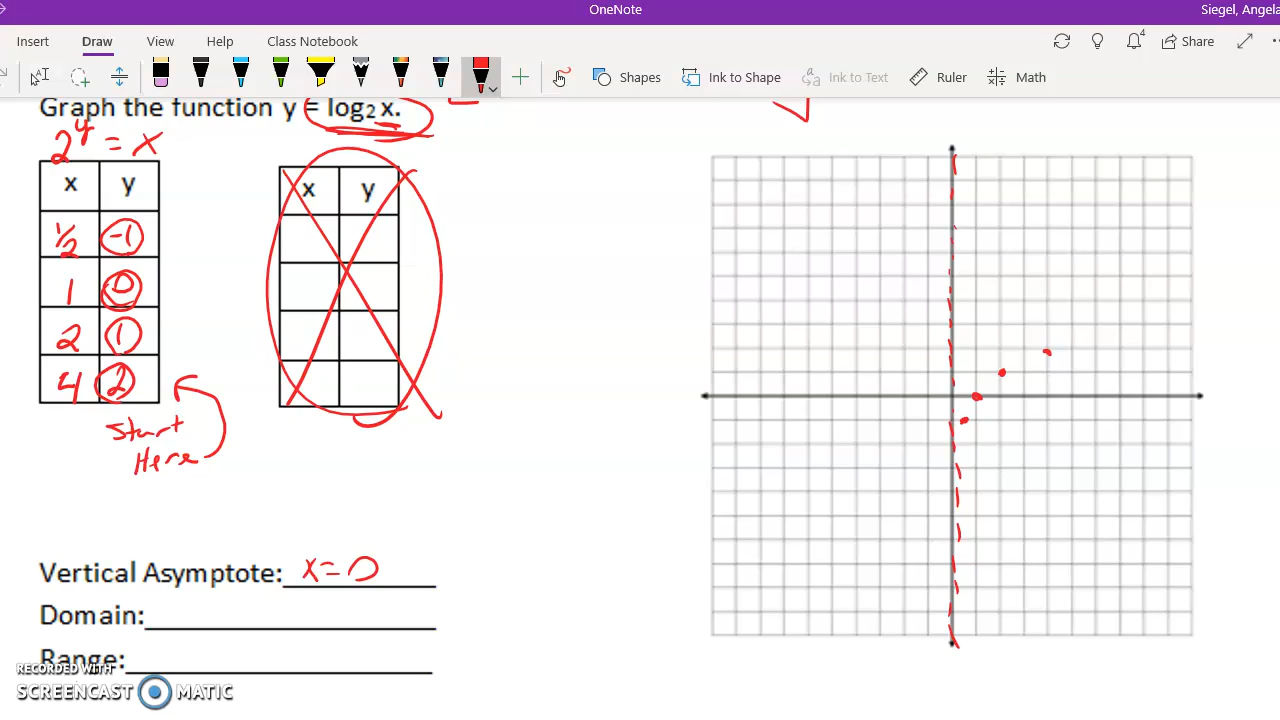 OneNote
Siegel, Angela
Insert Draw View Help Class Notebook
4
Share
Shapes
Ink to Shape
Ink to Text
Ruler
Math
Graph the function y = log₂ x.
2^y = x
x y
1/2 -1
1 0
2 1
4 2
Start
Here
x y
Vertical Asymptote: x=0
Domain:
Range:
RECORDED WITH
SCREENCAST MATIC